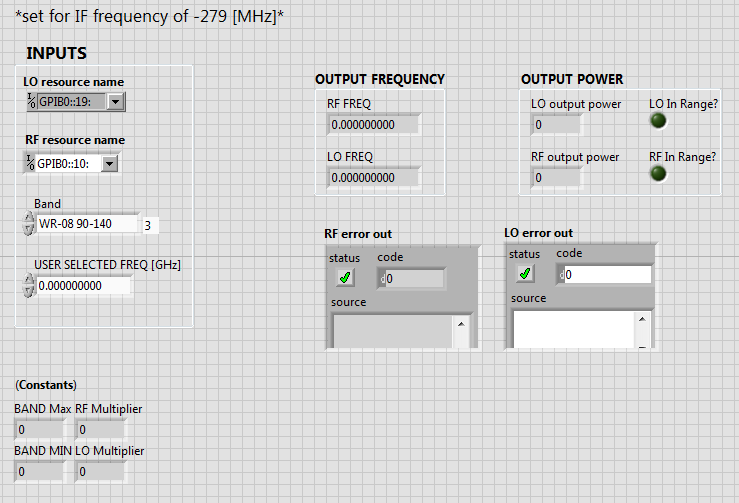 *set for IF frequency of -279 [MHz]*
INPUTS
LO resource name
GPIB0::19:
RF resource name
GPIB0::10:
Band
WR-08 90-140 3
USER SELECTED FREQ [GHz]
0.000000000
OUTPUT FREQUENCY
RF FREQ
0.000000000
LO FREQ
0.000000000
OUTPUT POWER
LO output power LO In Range?
0
RF output power RF In Range?
0
RF error out
status code
d0
source
LO error out
status code
d0
source
(Constants)
BAND Max RF Multiplier
0 0
BAND MIN LO Multiplier
0 0